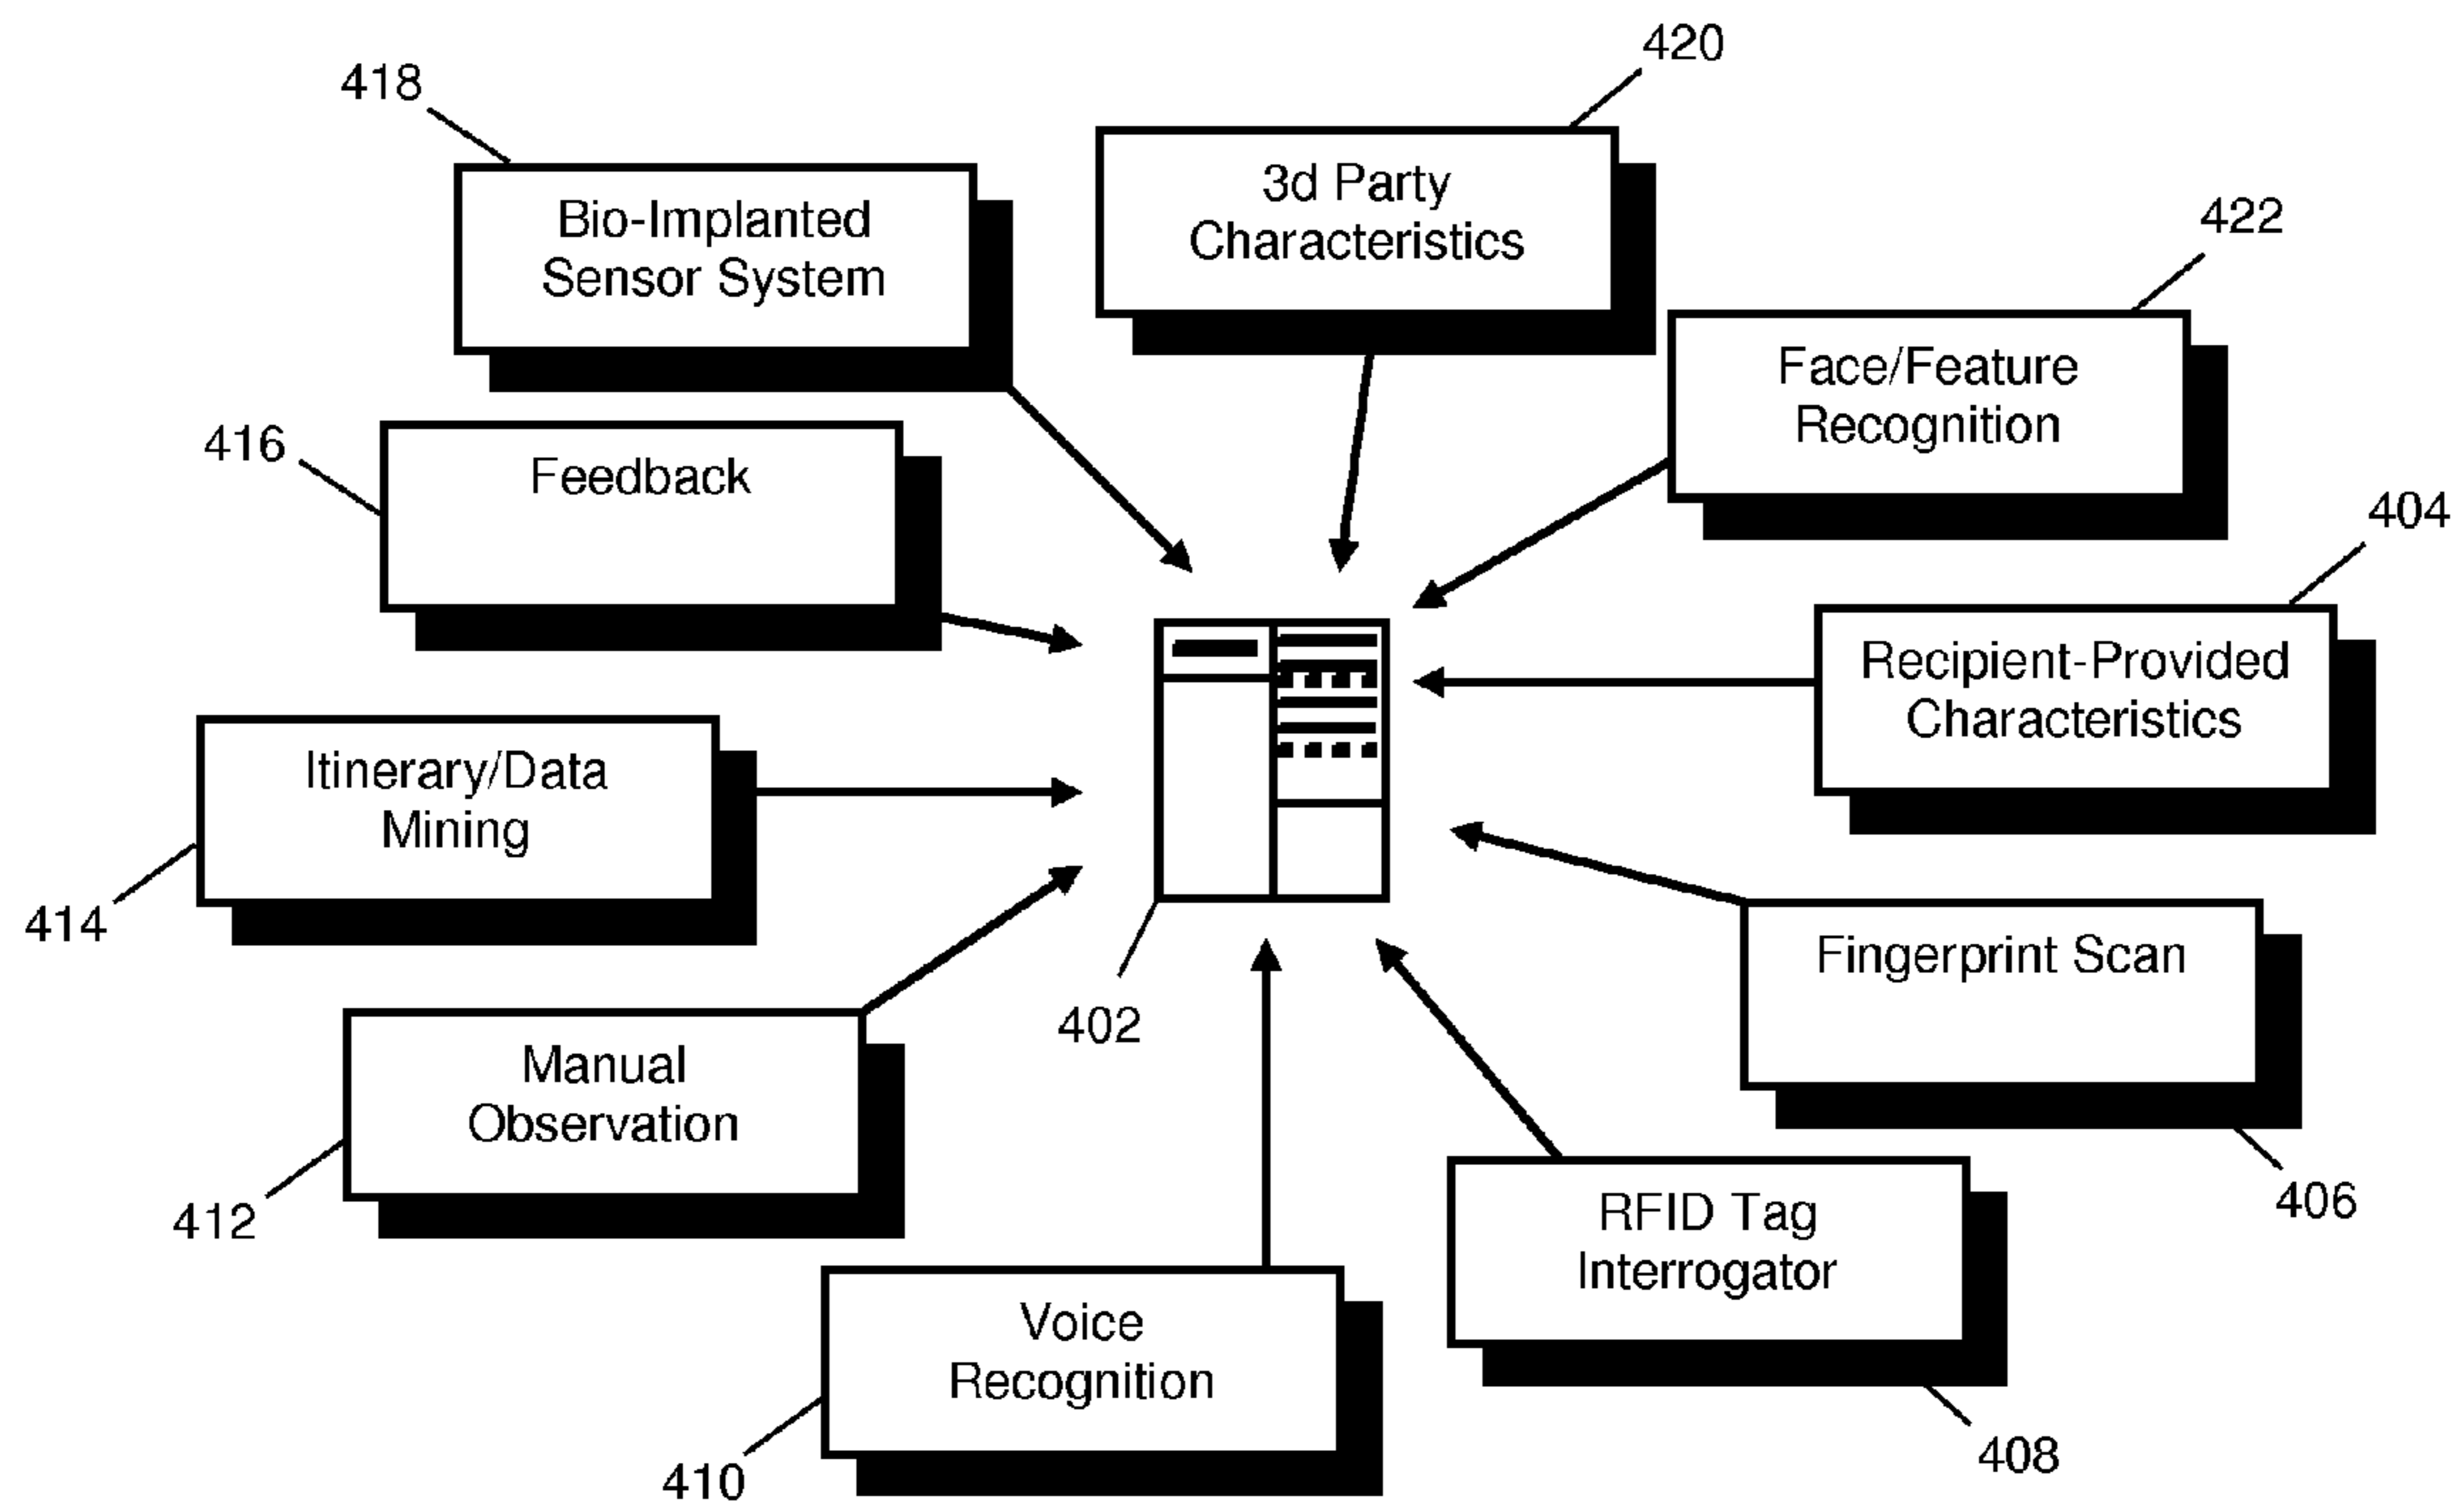 420
418
3d Party
Characteristics
Bio-Implanted
Sensor System
422
Face/Feature
Recognition
416
Feedback
404
Recipient-Provided
Characteristics
Itinerary/Data
Mining
414
Fingerprint Scan
402
Manual
Observation
406
412
RFID Tag
Interrogator
Voice
Recognition
408
410